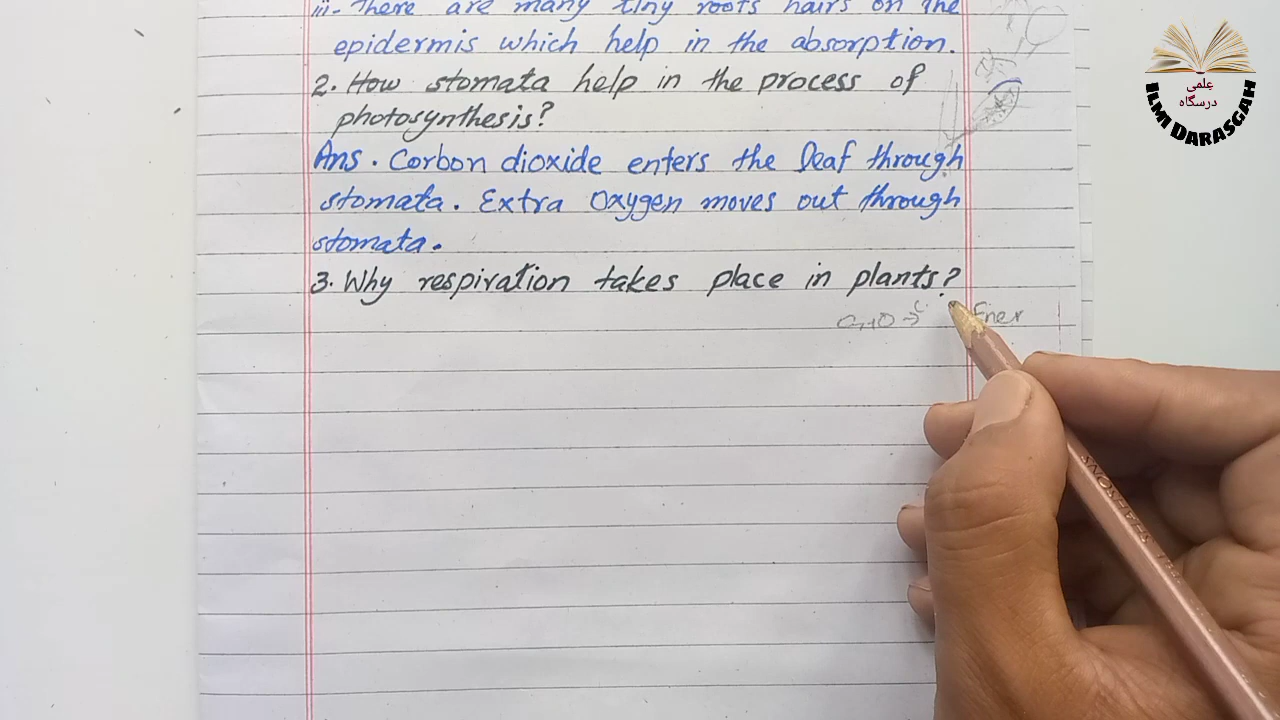 iii- There are many tiny roots hairs on the
epidermis which help in the absorption.
2. How stomata help in the process of
photosynthesis?
Ans. Carbon dioxide enters the leaf through
stomata. Extra Oxygen moves out through
stomata.
3. Why respiration takes place in plants?
Ener
علمی
درسگاہ
ILMI DARASGAH